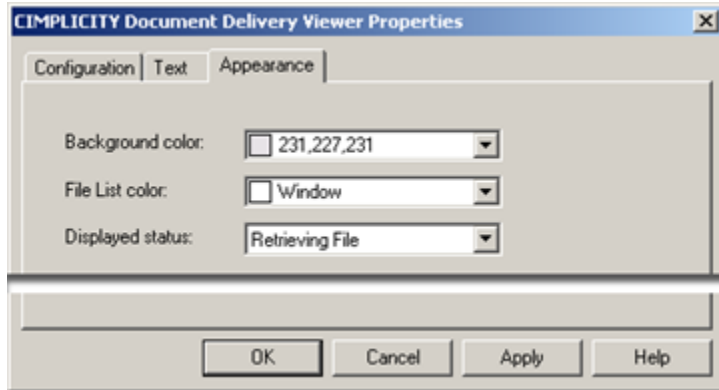 CIMPLICITY Document Delivery Viewer Properties
Configuration Text Appearance
Background color: 231,227,231
File List color: Window
Displayed status: Retrieving File
OK Cancel Apply Help